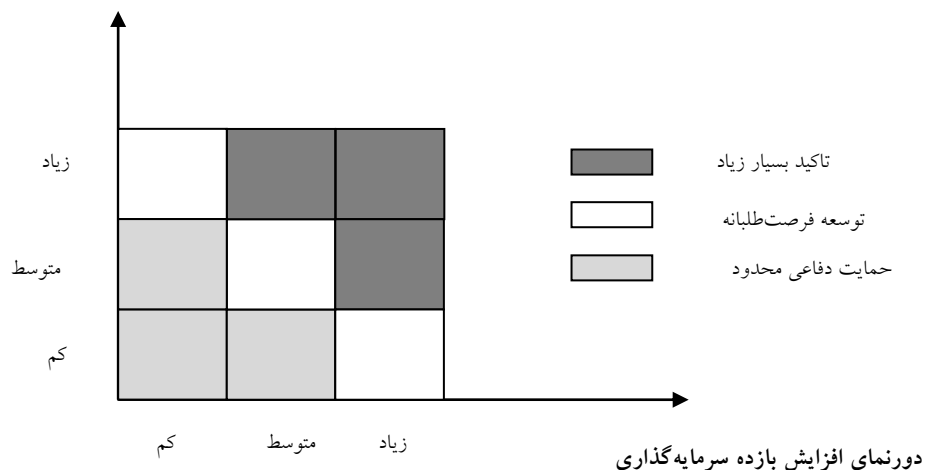 زیاد
متوسط
کم
کم
متوسط
زیاد
دورنمای افزایش بازده سرمایه‌گذاری
تاکید بسیار زیاد
توسعه فرصت‌طلبانه
حمایت دفاعی محدود